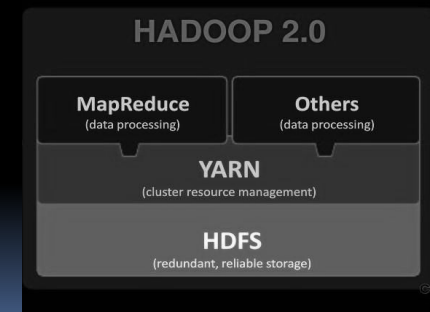 HADOOP 2.0
MapReduce
(data processing)
Others
(data processing)
YARN
(cluster resource management)
HDFS
(redundant, reliable storage)